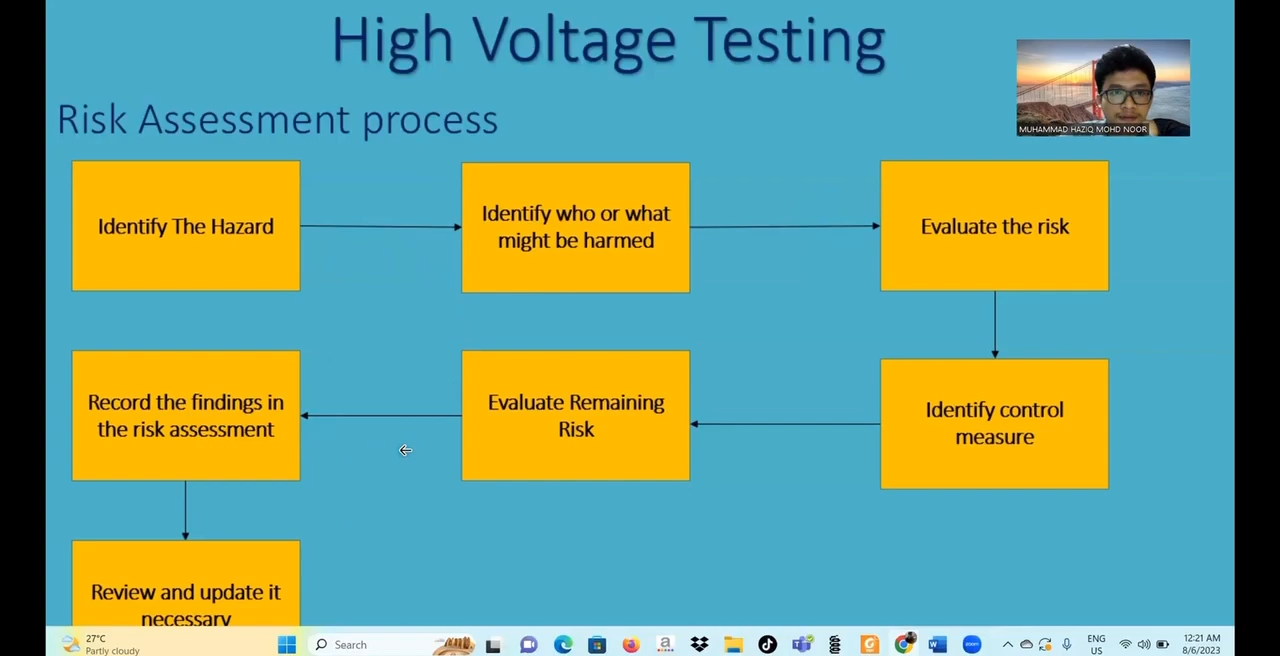 High Voltage Testing
Risk Assessment process
MUHAMMAD HAZIQ MOHD NOOR
Identify The Hazard
Identify who or what
might be harmed
Evaluate the risk
Record the findings in
the risk assessment
Evaluate Remaining
Risk
Identify control
measure
Review and update it
necessary
27°C
Partly cloudy
Search
ENG
US
12:21 AM
8/6/2023